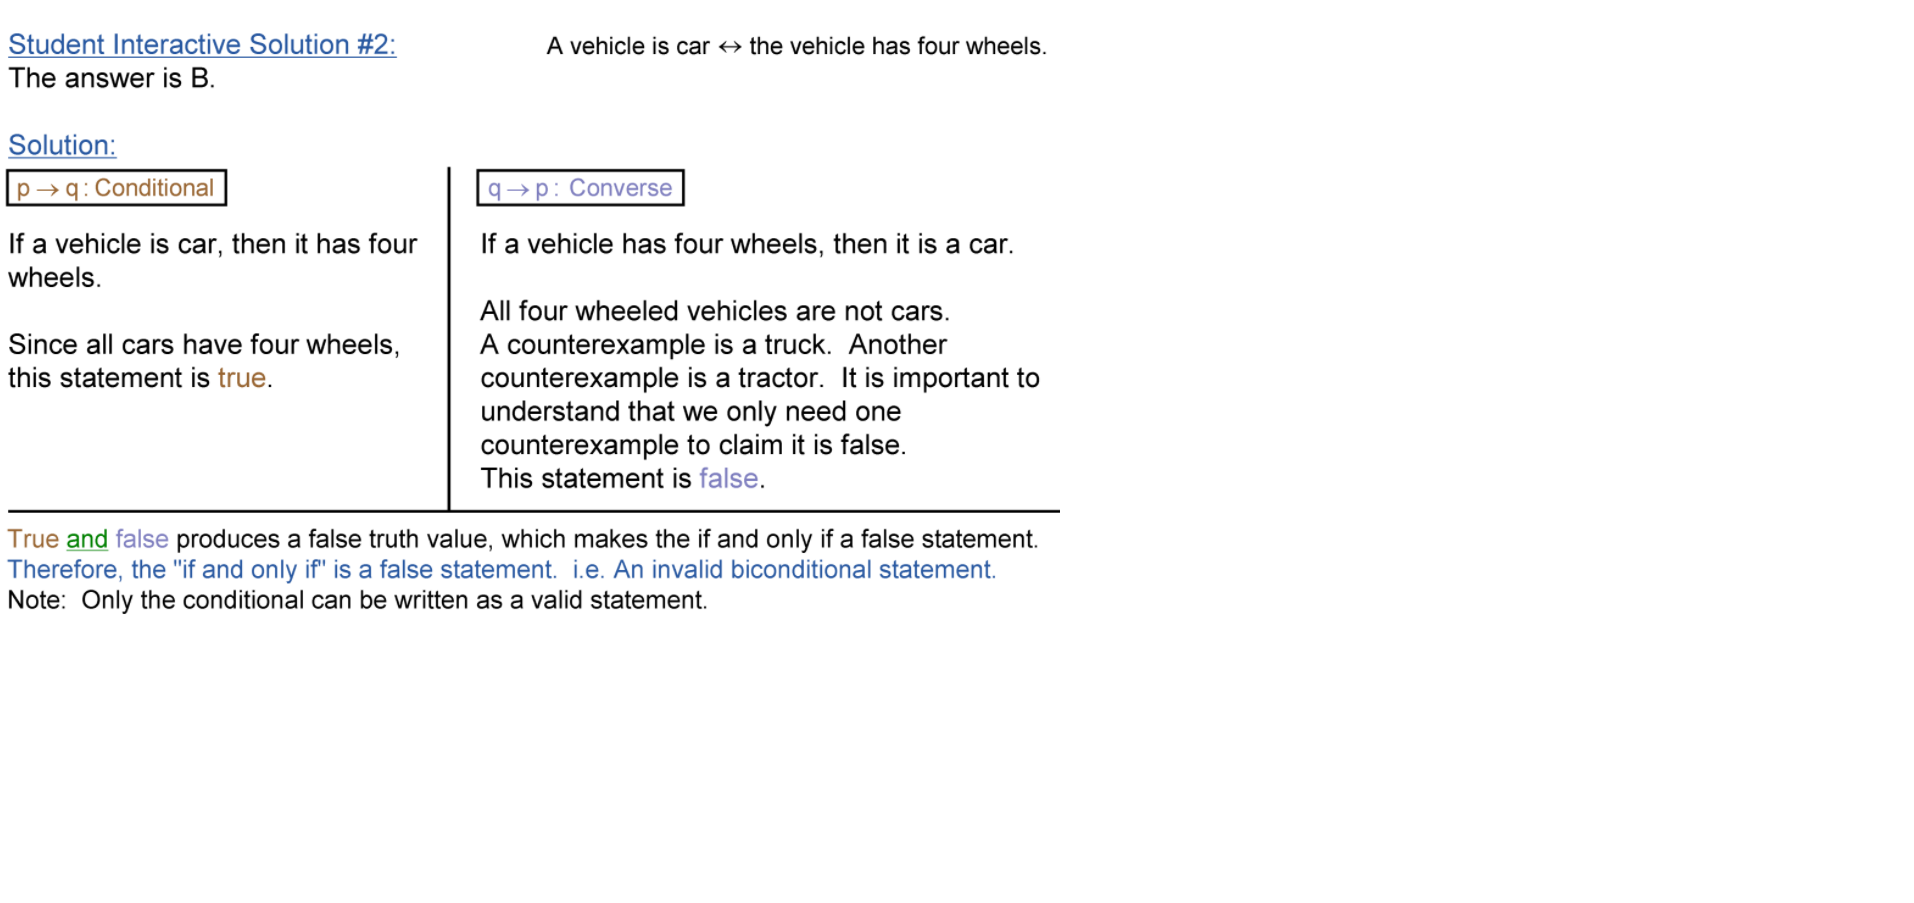 Student Interactive Solution #2:
A vehicle is car ↔ the vehicle has four wheels.
The answer is B.
Solution:
p → q : Conditional
If a vehicle is car, then it has four
wheels.
Since all cars have four wheels,
this statement is true.
q → p : Converse
If a vehicle has four wheels, then it is a car.
All four wheeled vehicles are not cars.
A counterexample is a truck. Another
counterexample is a tractor. It is important to
understand that we only need one
counterexample to claim it is false.
This statement is false.
True and false produces a false truth value, which makes the if and only if a false statement.
Therefore, the "if and only if" is a false statement. i.e. An invalid biconditional statement.
Note: Only the conditional can be written as a valid statement.